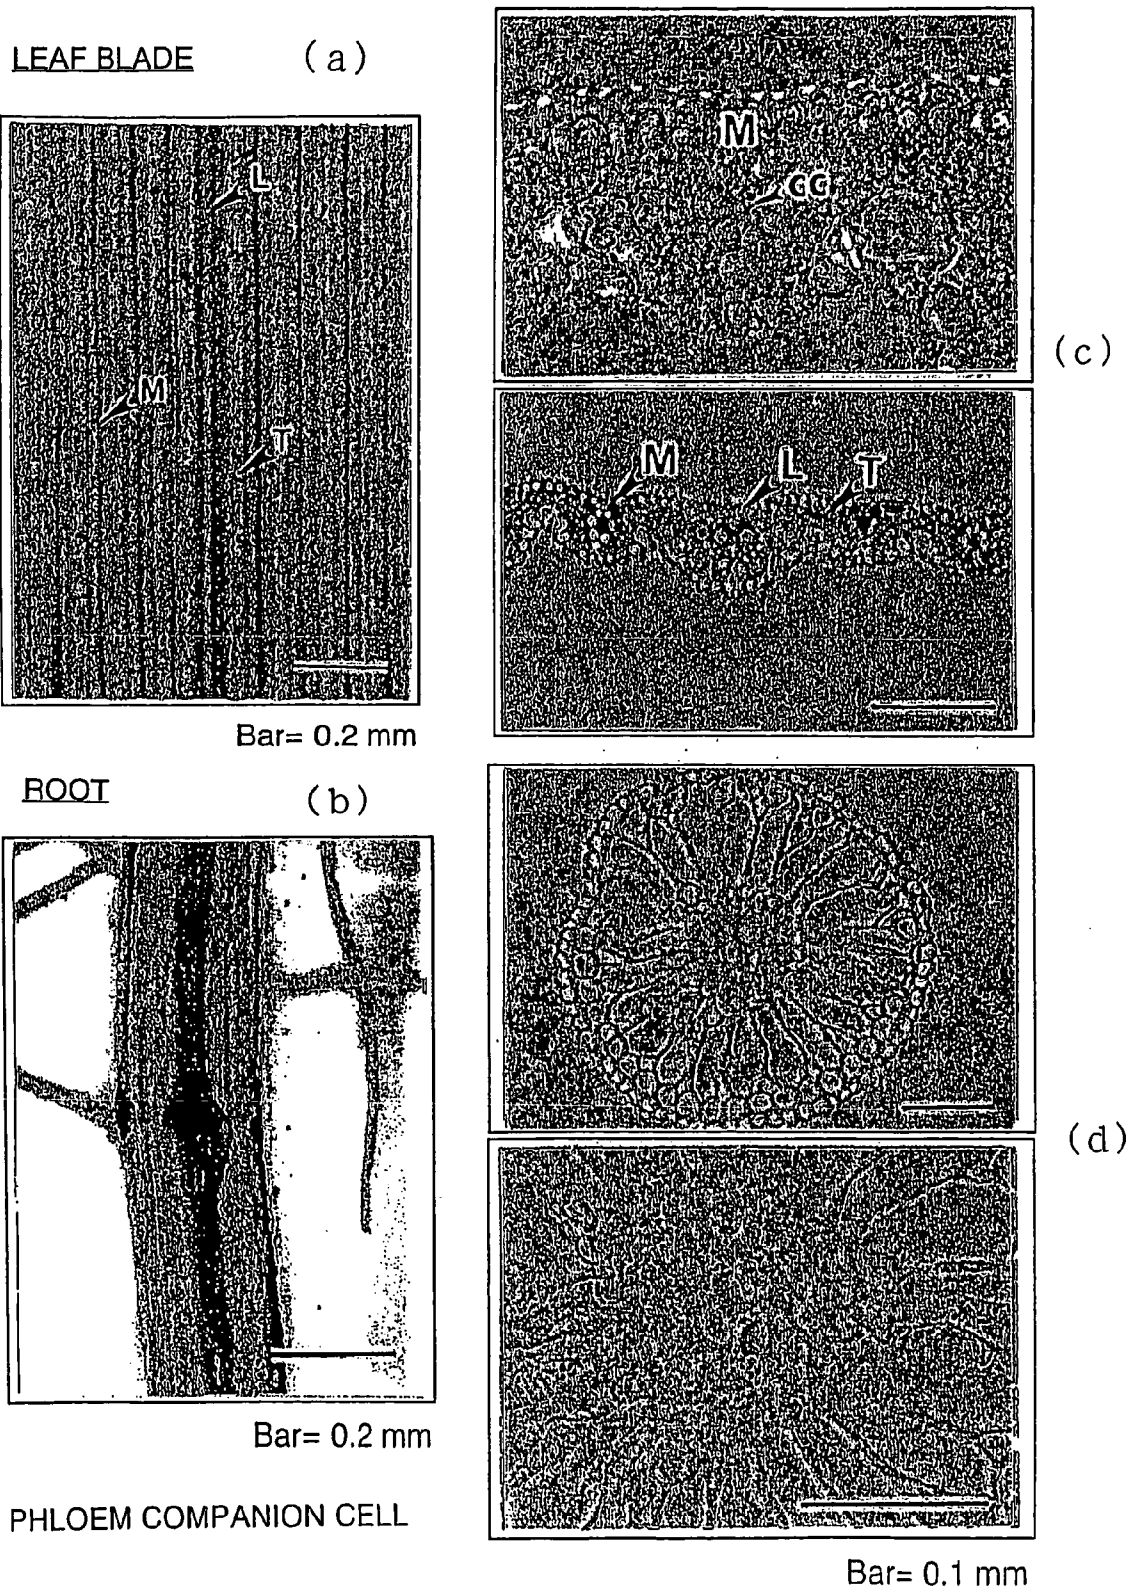 LEAF BLADE (a)
L
M
T
Bar= 0.2 mm
ROOT (b)
Bar= 0.2 mm
PHLOEM COMPANION CELL
M
CC
(c)
M L T
(d)
Bar= 0.1 mm